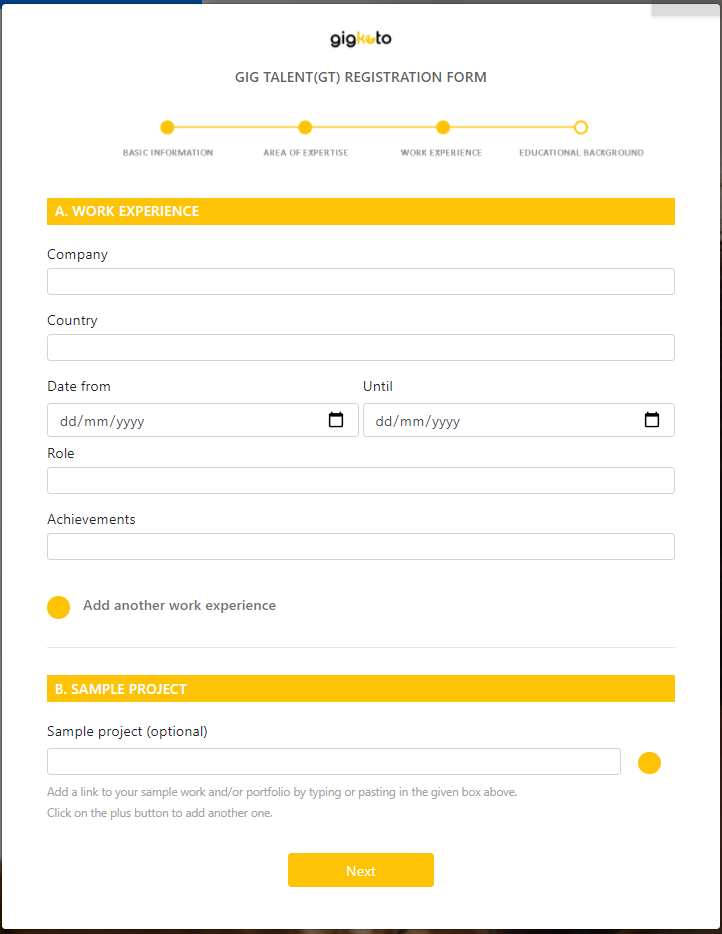 gigkoto
GIG TALENT(GT) REGISTRATION FORM
BASIC INFORMATION AREA OF EXPERTISE WORK EXPERIENCE EDUCATIONAL BACKGROUND
A. WORK EXPERIENCE
Company
Country
Date from Until
dd/mm/yyyy dd/mm/yyyy
Role
Achievements
Add another work experience
B. SAMPLE PROJECT
Sample project (optional)
Add a link to your sample work and/or portfolio by typing or pasting in the given box above.
Click on the plus button to add another one.
Next